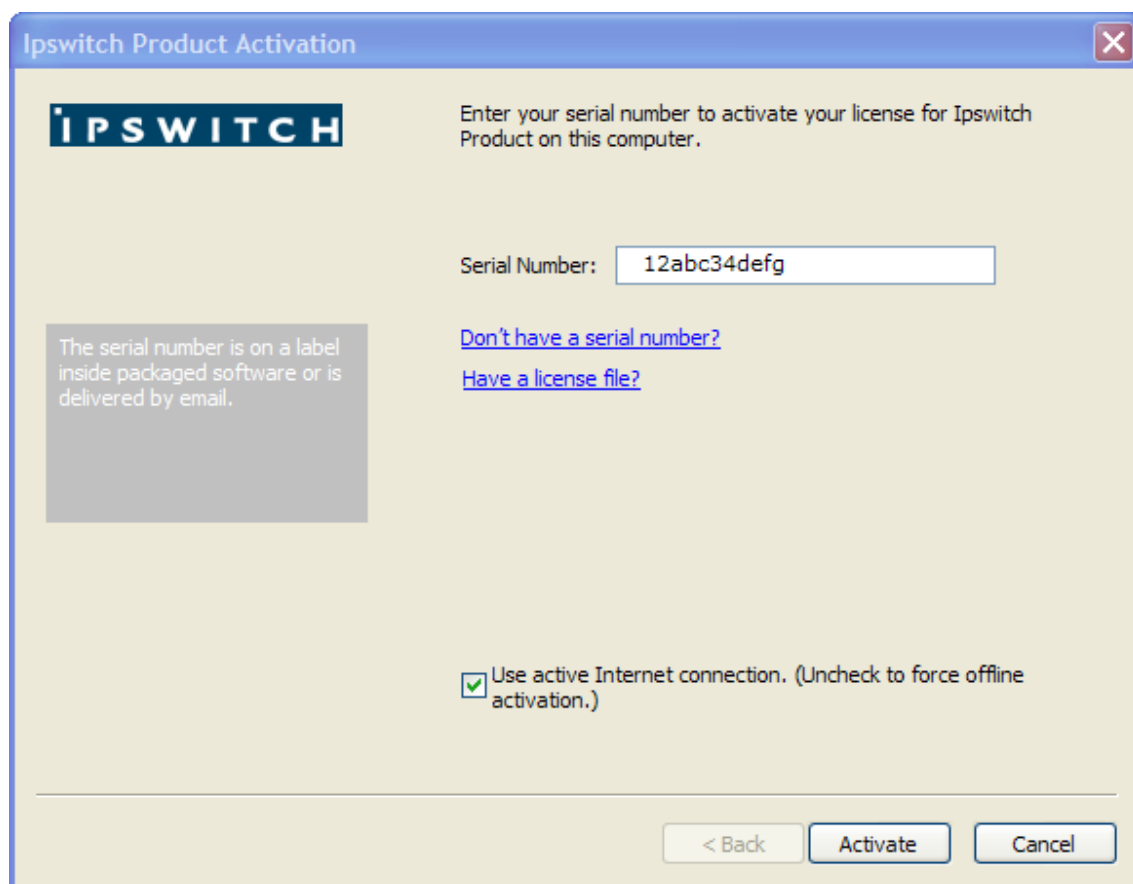 Ipswitch Product Activation
IPSWITCH
Enter your serial number to activate your license for Ipswitch
Product on this computer.
Serial Number: 12abc34defg
The serial number is on a label
inside packaged software or is
delivered by email.
Don't have a serial number?
Have a license file?
Use active Internet connection. (Uncheck to force offline
activation.)
< Back Activate Cancel